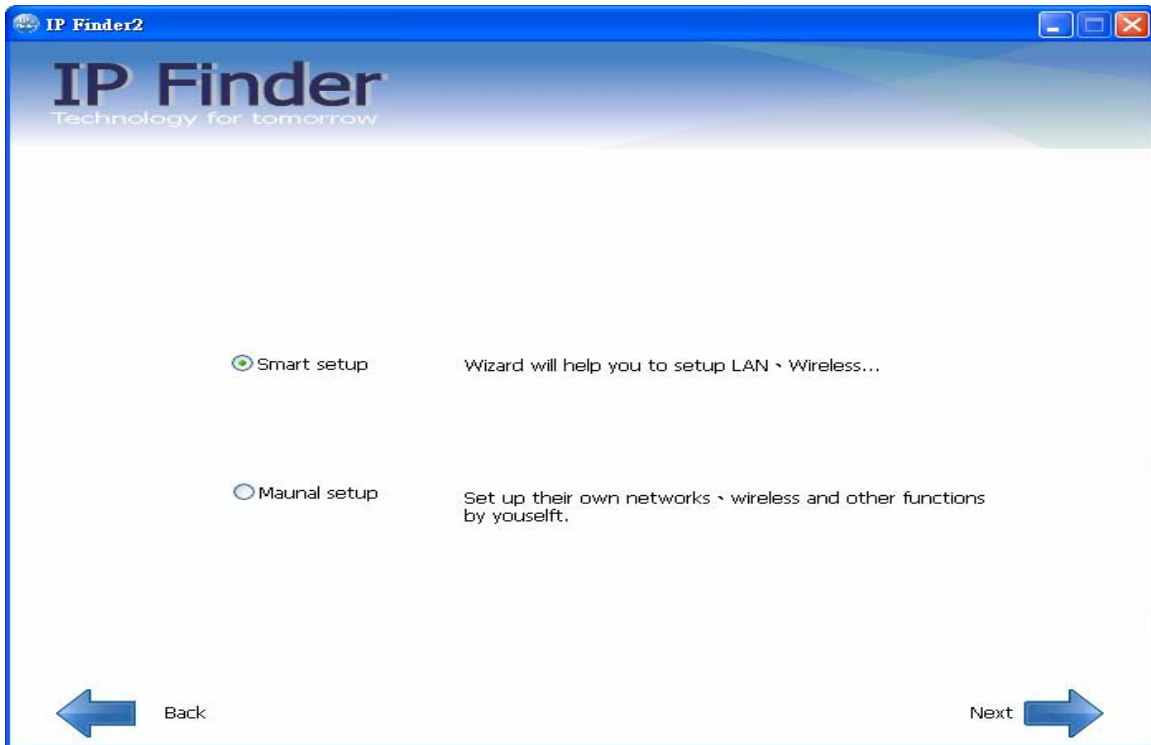 IP Finder2
IP Finder
Technology for tomorrow
Smart setup
Wizard will help you to setup LAN、Wireless...
Maunal setup
Set up their own networks、wireless and other functions
by youselft.
Back
Next